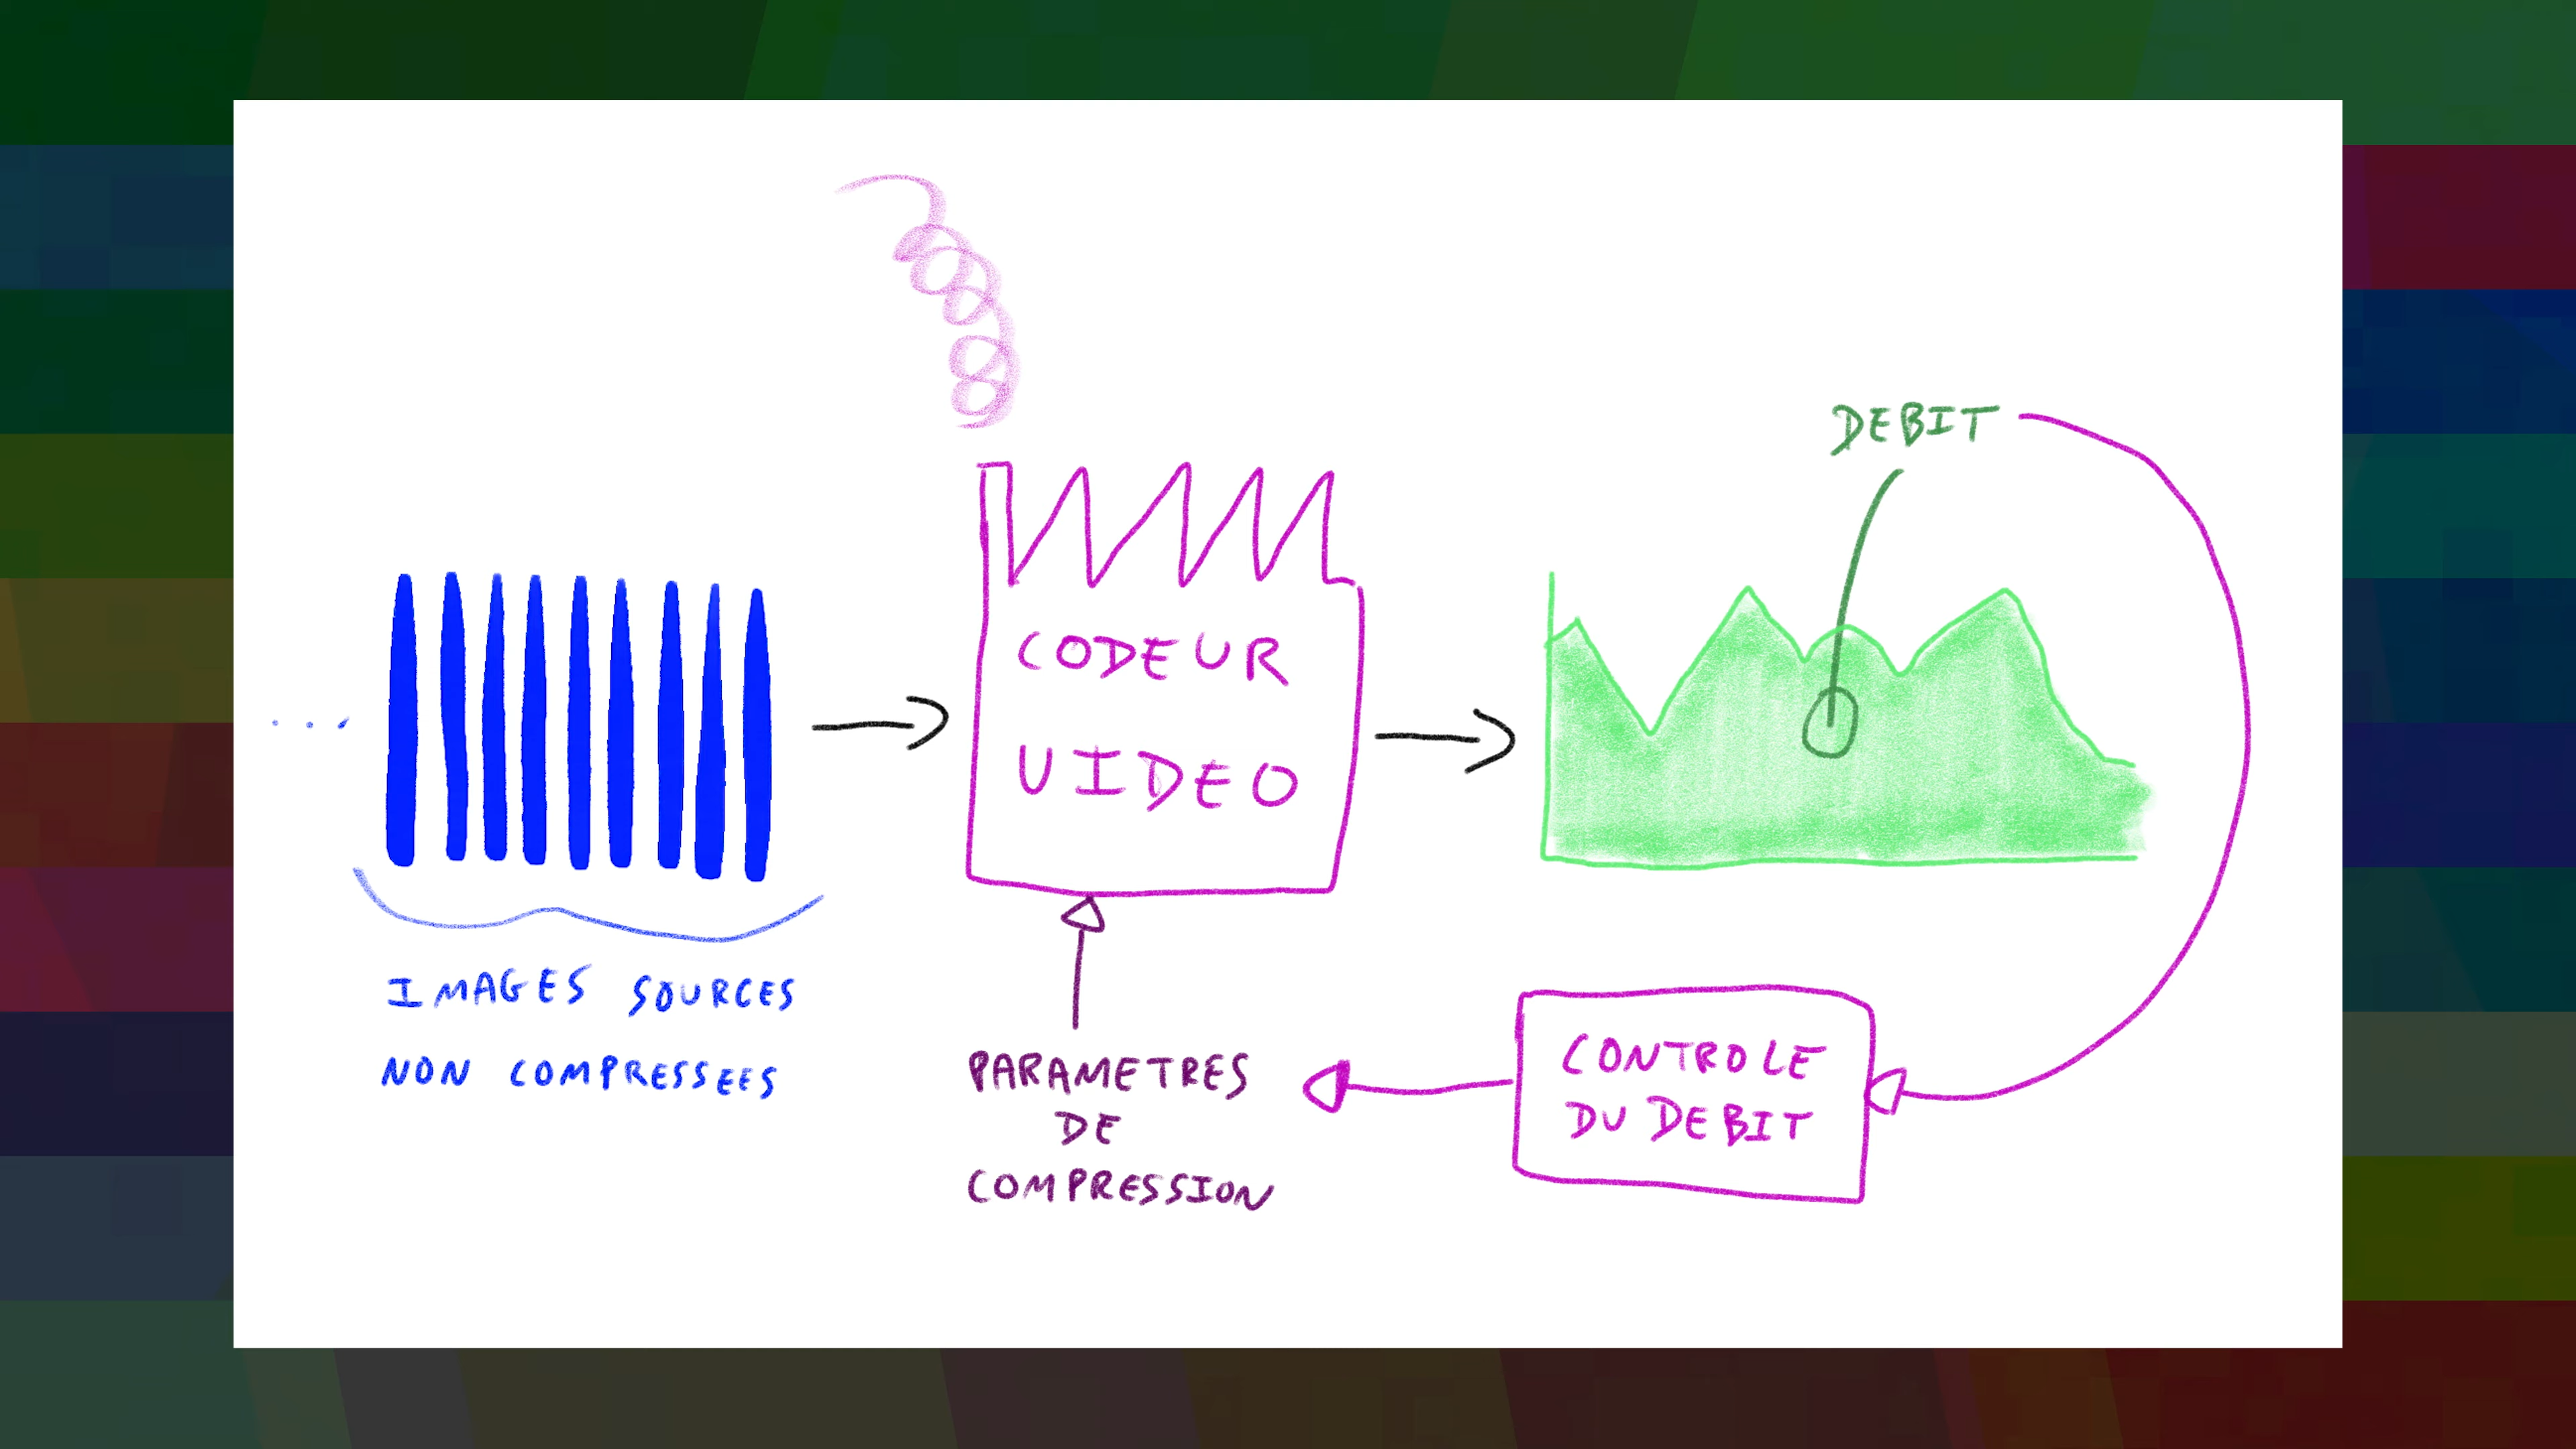 DEBIT
CODEUR
VIDEO
IMAGES SOURCES
NON COMPRESSEES
PARAMETRES
DE
COMPRESSION
CONTROLE
DU DEBIT